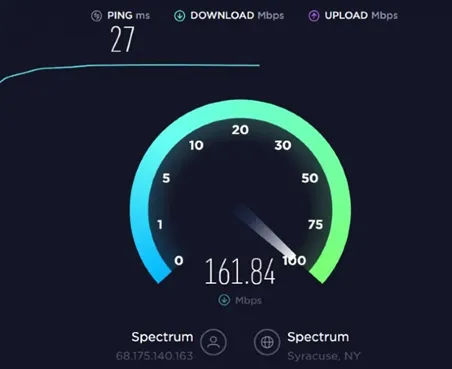 PING ms DOWNLOAD Mbps UPLOAD Mbps
27
20
10 30
5 50
1 75
0 100
161.84
Mbps
Spectrum Spectrum
68.175.140.163 Syracuse, NY